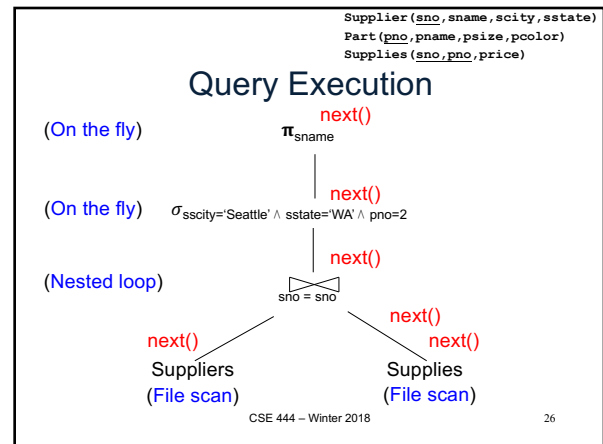 Supplier(sno,sname,scity,sstate)
Part(pno,pname,psize,pcolor)
Supplies(sno,pno,price)
Query Execution
(On the fly) π sname next()
(On the fly) σ sscity=‘Seattle’ ∧ sstate=‘WA’ ∧ pno=2 next()
next()
(Nested loop) sno = sno
next() next()
next()
Suppliers Supplies
(File scan) (File scan)
CSE 444 – Winter 2018 26